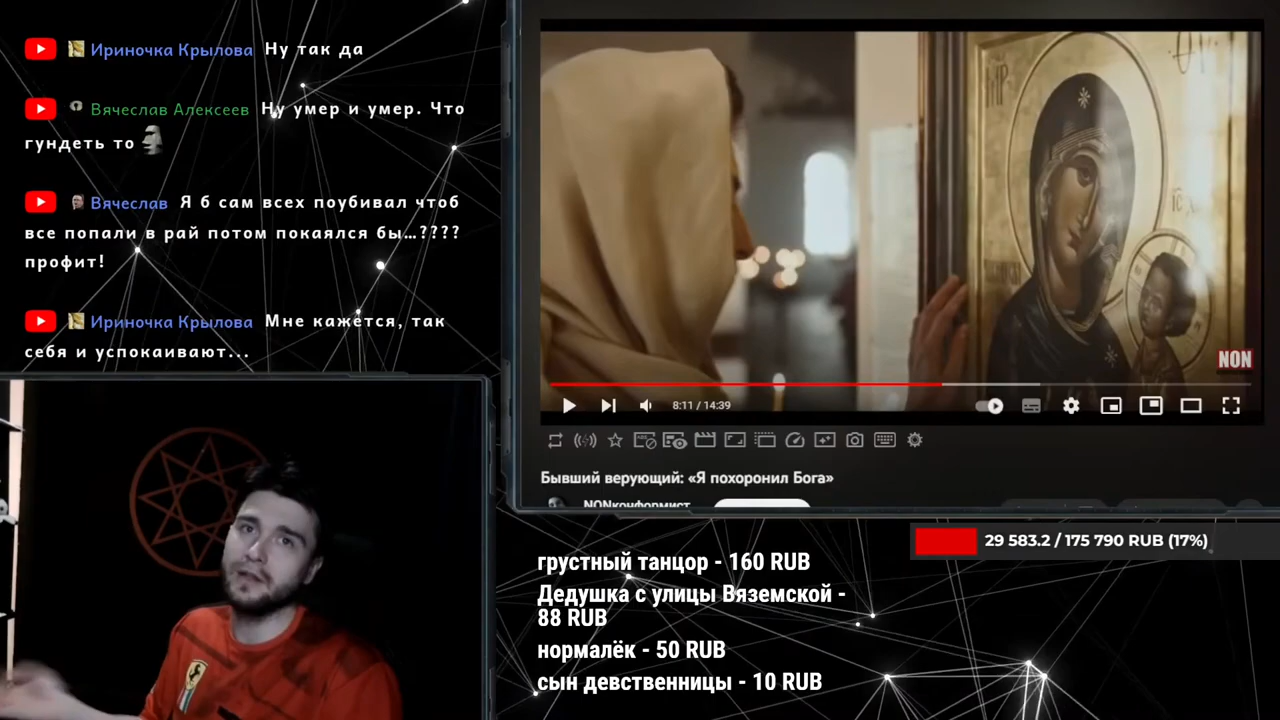 Ириночка Крылова Ну так да
Вячеслав Алексеев Ну умер и умер. Что
гундеть то
Вячеслав Я б сам всех поубивал чтоб
все попали в рай потом покаялся бы...????
профит!
Ириночка Крылова Мне кажется, так
себя и успокаивают...
NON
8:11 / 14:39
Бывший верующий: «Я похоронил Бога»
NONконформист
29 583.2 / 175 790 RUB (17%)
грустный танцор - 160 RUB
Дедушка с улицы Вяземской -
88 RUB
нормалёк - 50 RUB
сын девственницы - 10 RUB